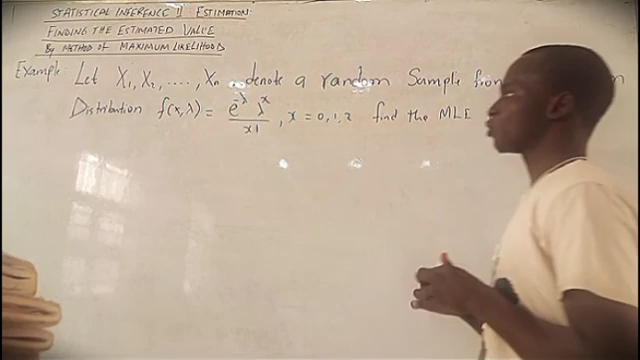 STATISTICAL INFERENCE II ESTIMATION:
FINDING THE ESTIMATED VALUE
BY METHOD OF MAXIMUM LIKELIHOOD
Example: Let X₁, X₂, ....., Xₙ, denote a random Sample from
Distribution f(x,λ) = e^-λ λ^x / x! , x = 0,1,2 find the MLE